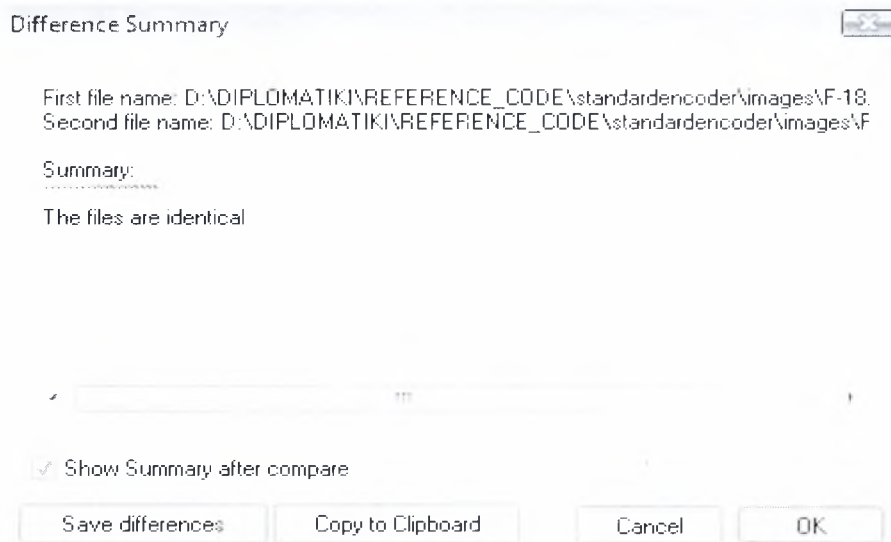 Difference Summary
First file name: D:\DIPLOMATIKI\REFERENCE_CODE\standardencoder\images\F-18.
Second file name: D:\DIPLOMATIKI\REFERENCE_CODE\standardencoder\images\F
Summary:
The files are identical
Show Summary after compare
Save differences Copy to Clipboard Cancel OK